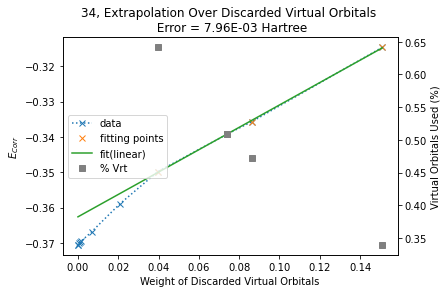 34, Extrapolation Over Discarded Virtual Orbitals
Error = 7.96E-03 Hartree
E_corr
−0.32
−0.33
−0.34
−0.35
−0.36
−0.37
data
fitting points
fit(linear)
% Vrt
0.65
0.60
0.55
0.50
0.45
0.40
0.35
Virtual Orbitals Used (%)
0.00 0.02 0.04 0.06 0.08 0.10 0.12 0.14
Weight of Discarded Virtual Orbitals